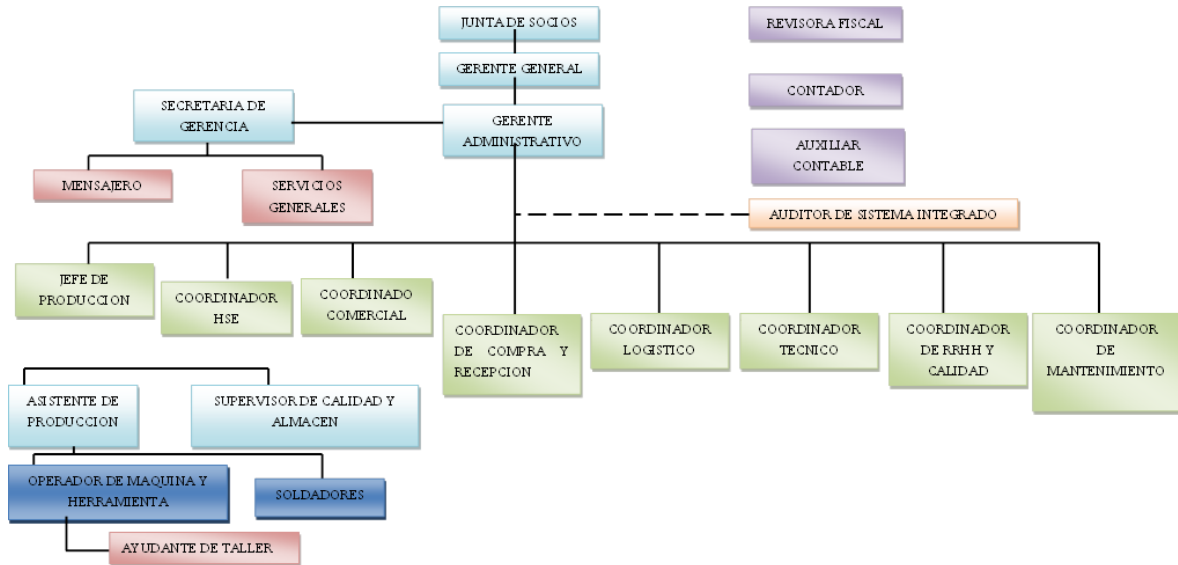 JUNTA DE SOCIOS
REVISORA FISCAL
GERENTE GENERAL
CONTADOR
SECRETARIA DE
GERENCIA
GERENTE
ADMINISTRATIVO
AUXILIAR
CONTABLE
MENSAJERO
SERVICIOS
GENERALES
AUDITOR DE SISTEMA INTEGRADO
JEFE DE
PRODUCCION
COORDINADOR
HSE
COORDINADO
COMERCIAL
COORDINADOR
DE COMPRA Y
RECEPCION
COORDINADOR
LOGISTICO
COORDINADOR
TECNICO
COORDINADOR
DE RRHH Y
CALIDAD
COORDINADOR
DE
MANTENIMIENTO
ASISTENTE DE
PRODUCCION
SUPERVISOR DE CALIDAD Y
ALMACEN
OPERADOR DE MAQUINA Y
HERRAMIENTA
SOLDADORES
AYUDANTE DE TALLER